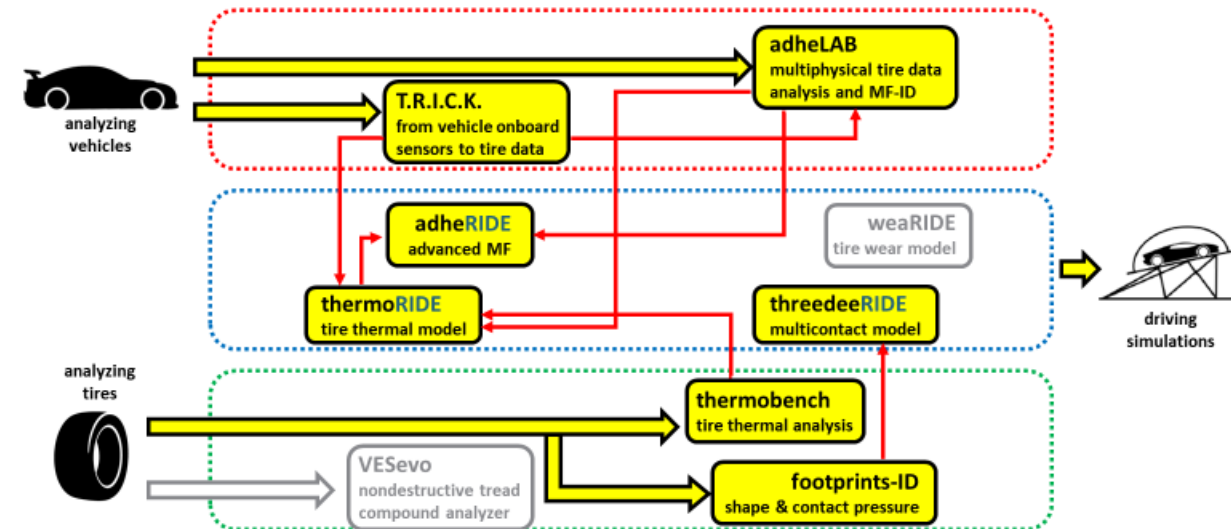 adheLAB
multiphysical tire data
analysis and MF-ID
analyzing
vehicles
T.R.I.C.K.
from vehicle onboard
sensors to tire data
adheRIDE
advanced MF
weaRIDE
tire wear model
thermoRIDE
tire thermal model
threedeeRIDE
multicontact model
driving
simulations
analyzing
tires
thermobench
tire thermal analysis
VESevo
nondestructive tread
compound analyzer
footprints-ID
shape & contact pressure